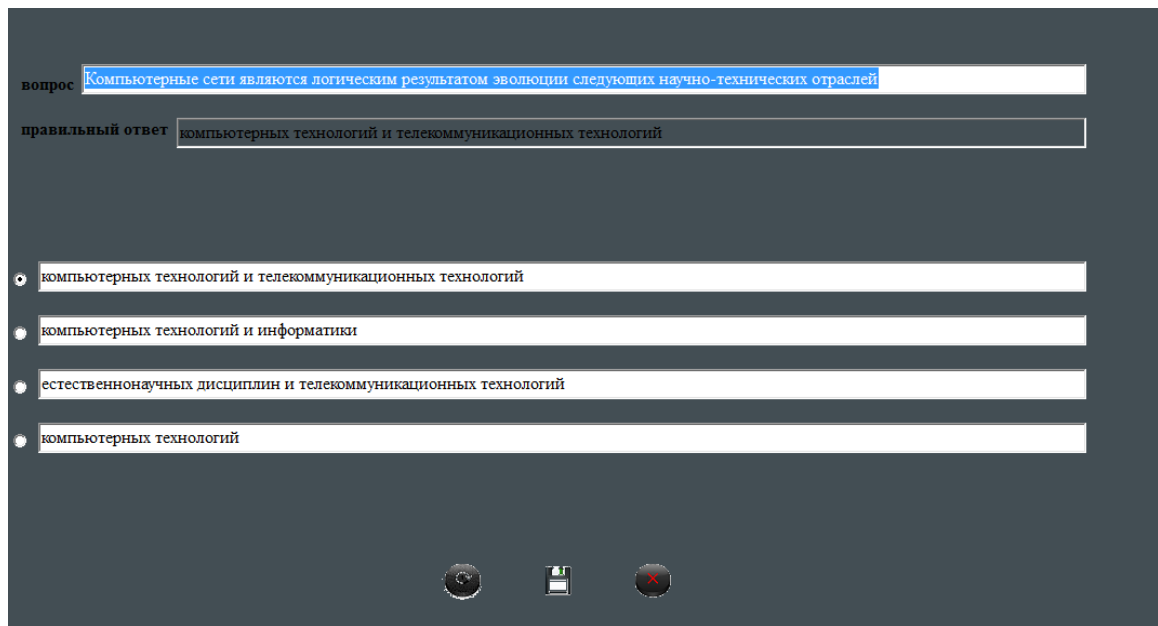 вопрос Компьютерные сети являются логическим результатом эволюции следующих научно-технических отраслей
правильный ответ компьютерных технологий и телекоммуникационных технологий
компьютерных технологий и телекоммуникационных технологий
компьютерных технологий и информатики
естественнонаучных дисциплин и телекоммуникационных технологий
компьютерных технологий